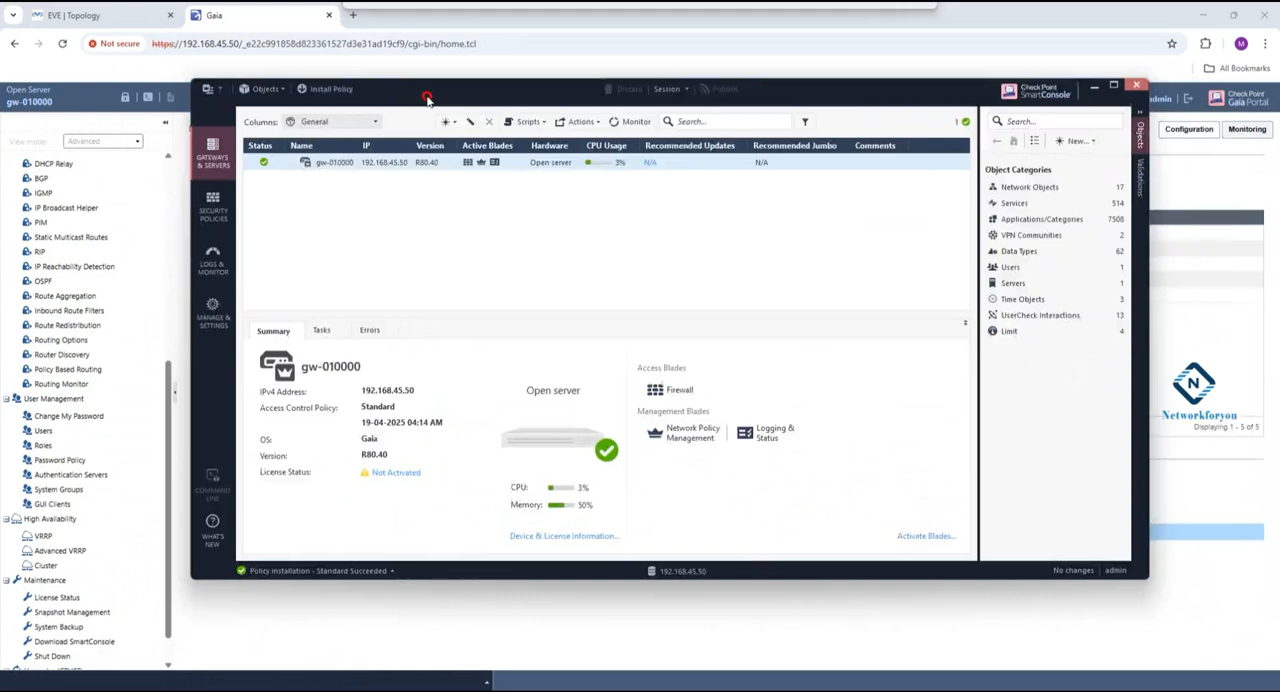 EVE | Topology
Gaia
Not secure
https://192.168.45.50/_e22c991858d823361527d3e31ad19cf9/cgi-bin/home.tcl
M
All Bookmarks
Open Server
gw-010000
admin
Check Point
Gaia Portal
View mode:
Advanced
Configuration
Monitoring
DHCP Relay
BGP
IGMP
IP Broadcast Helper
PIM
Static Multicast Routes
RIP
IP Reachability Detection
OSPF
Route Aggregation
Inbound Route Filters
Route Redistribution
Routing Options
Router Discovery
Policy Based Routing
Routing Monitor
User Management
Change My Password
Users
Roles
Password Policy
Authentication Servers
System Groups
GUI Clients
High Availability
VRRP
Advanced VRRP
Cluster
Maintenance
License Status
Snapshot Management
System Backup
Download SmartConsole
Shut Down
Objects
Install Policy
Discard
Session
Publish
Check Point
SmartConsole
GATEWAYS
& SERVERS
SECURITY
POLICIES
LOGS &
MONITOR
MANAGE &
SETTINGS
COMMAND
LINE
WHAT'S
NEW
Columns:
General
Scripts
Actions
Monitor
Search...
1
Status Name IP Version Active Blades Hardware CPU Usage Recommended Updates Recommended Jumbo Comments
gw-010000 192.168.45.50 R80.40 Open server 3% N/A N/A
Summary Tasks Errors
gw-010000
IPv4 Address: 192.168.45.50
Access Control Policy: Standard
19-04-2025 04:14 AM
OS: Gaia
Version: R80.40
License Status: Not Activated
Open server
CPU: 3%
Memory: 50%
Device & License Information...
Access Blades
Firewall
Management Blades
Network Policy
Management
Logging &
Status
Activate Blades...
Search...
New...
Object Categories
Network Objects 17
Services 514
Applications/Categories 7508
VPN Communities 2
Data Types 62
Users 1
Servers 1
Time Objects 3
UserCheck Interactions 13
Limit 4
Objects
Validations
Policy installation - Standard Succeeded
192.168.45.50
No changes
admin
N
Networkforyou
Displaying 1 - 5 of 5